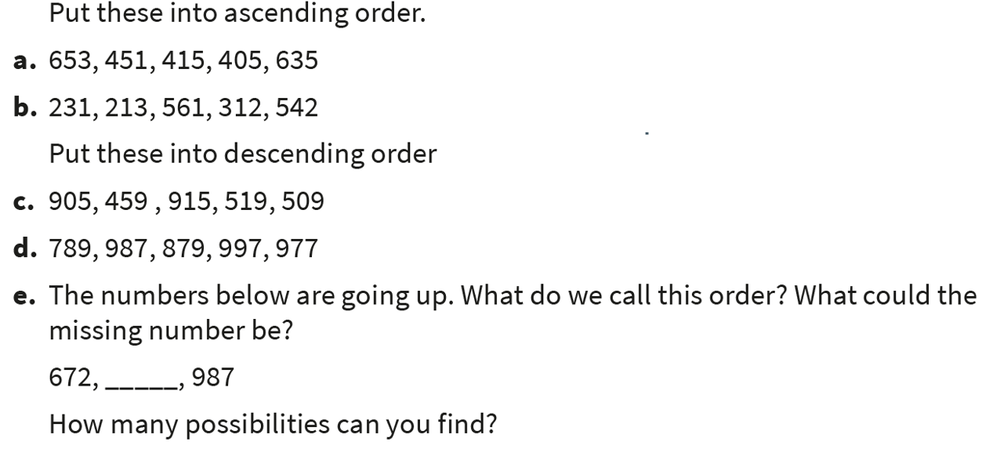 Put these into ascending order.
a. 653, 451, 415, 405, 635
b. 231, 213, 561, 312, 542
Put these into descending order
c. 905, 459 , 915, 519, 509
d. 789, 987, 879, 997, 977
e. The numbers below are going up. What do we call this order? What could the
missing number be?
672, _____, 987
How many possibilities can you find?